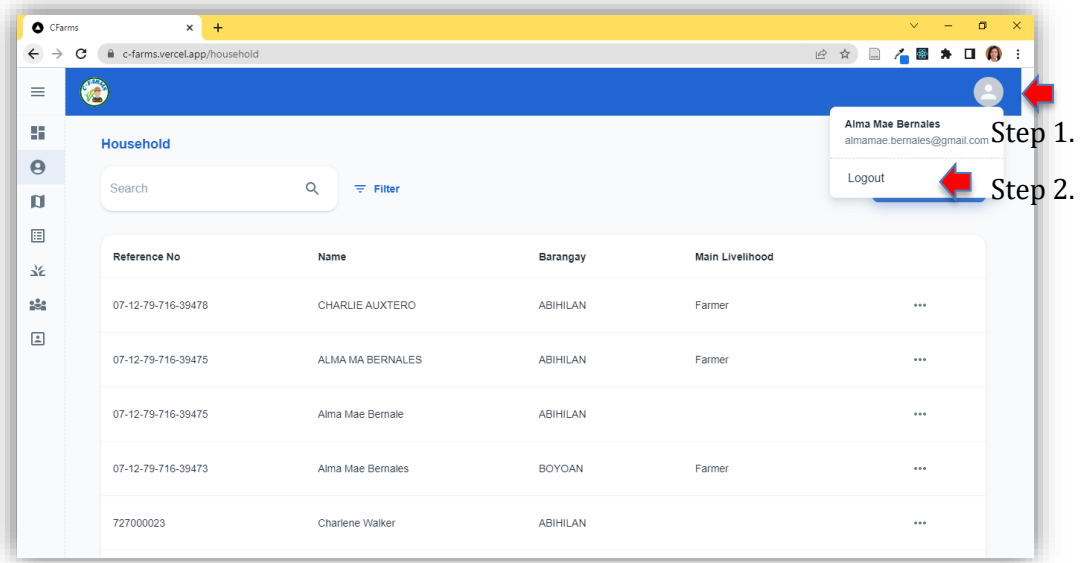 CFarms
c-farms.vercel.app/household
Alma Mae Bernales
almamae.bernales@gmail.com
Step 1.
Household
Logout
Step 2.
Search
Filter
Reference No Name Barangay Main Livelihood
07-12-79-716-39478 CHARLIE AUXTERO ABIHILAN Farmer
07-12-79-716-39475 ALMA MA BERNALES ABIHILAN Farmer
07-12-79-716-39475 Alma Mae Bernale ABIHILAN
07-12-79-716-39473 Alma Mae Bernales BOYOAN Farmer
727000023 Charlene Walker ABIHILAN